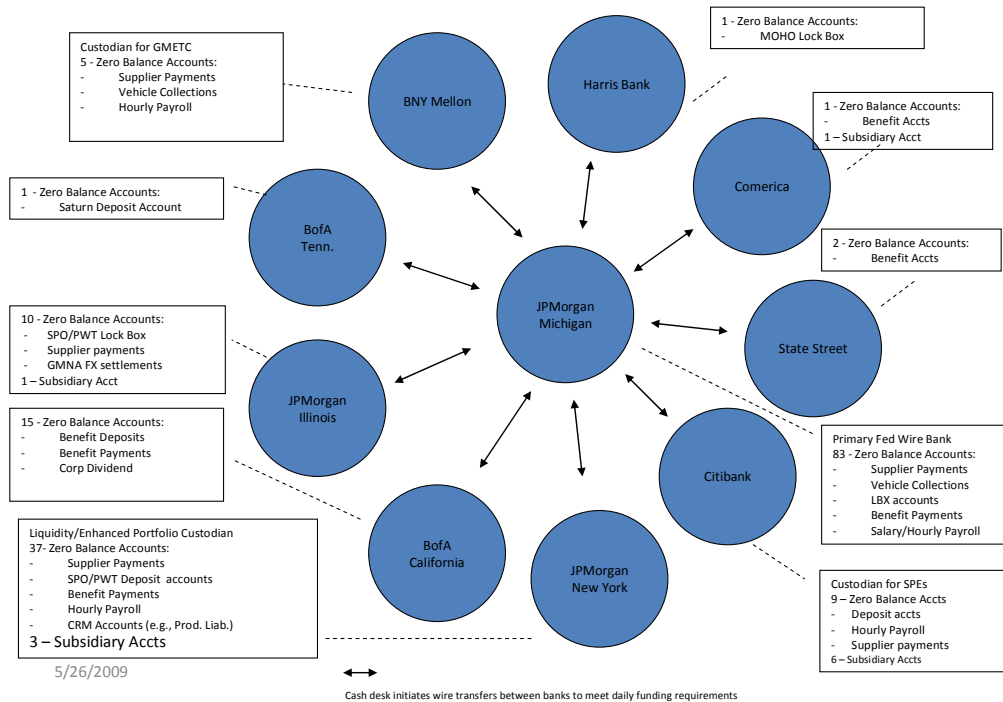 Custodian for GMETC
5 - Zero Balance Accounts:
- Supplier Payments
- Vehicle Collections
- Hourly Payroll
BNY Mellon
Harris Bank
1 - Zero Balance Accounts:
- MOHO Lock Box
1 - Zero Balance Accounts:
- Benefit Accts
1 – Subsidiary Acct
Comerica
1 - Zero Balance Accounts:
- Saturn Deposit Account
BofA
Tenn.
2 - Zero Balance Accounts:
- Benefit Accts
JPMorgan
Michigan
State Street
10 - Zero Balance Accounts:
- SPO/PWT Lock Box
- Supplier payments
- GMNA FX settlements
1 – Subsidiary Acct
JPMorgan
Illinois
15 - Zero Balance Accounts:
- Benefit Deposits
- Benefit Payments
- Corp Dividend
Citibank
Primary Fed Wire Bank
83 - Zero Balance Accounts:
- Supplier Payments
- Vehicle Collections
- LBX accounts
- Benefit Payments
- Salary/Hourly Payroll
Liquidity/Enhanced Portfolio Custodian
37- Zero Balance Accounts:
- Supplier Payments
- SPO/PWT Deposit accounts
- Benefit Payments
- Hourly Payroll
- CRM Accounts (e.g., Prod. Liab.)
3 – Subsidiary Accts
BofA
California
JPMorgan
New York
Custodian for SPEs
9 – Zero Balance Accts
- Deposit accts
- Hourly Payroll
- Supplier payments
6 – Subsidiary Accts
5/26/2009
Cash desk initiates wire transfers between banks to meet daily funding requirements